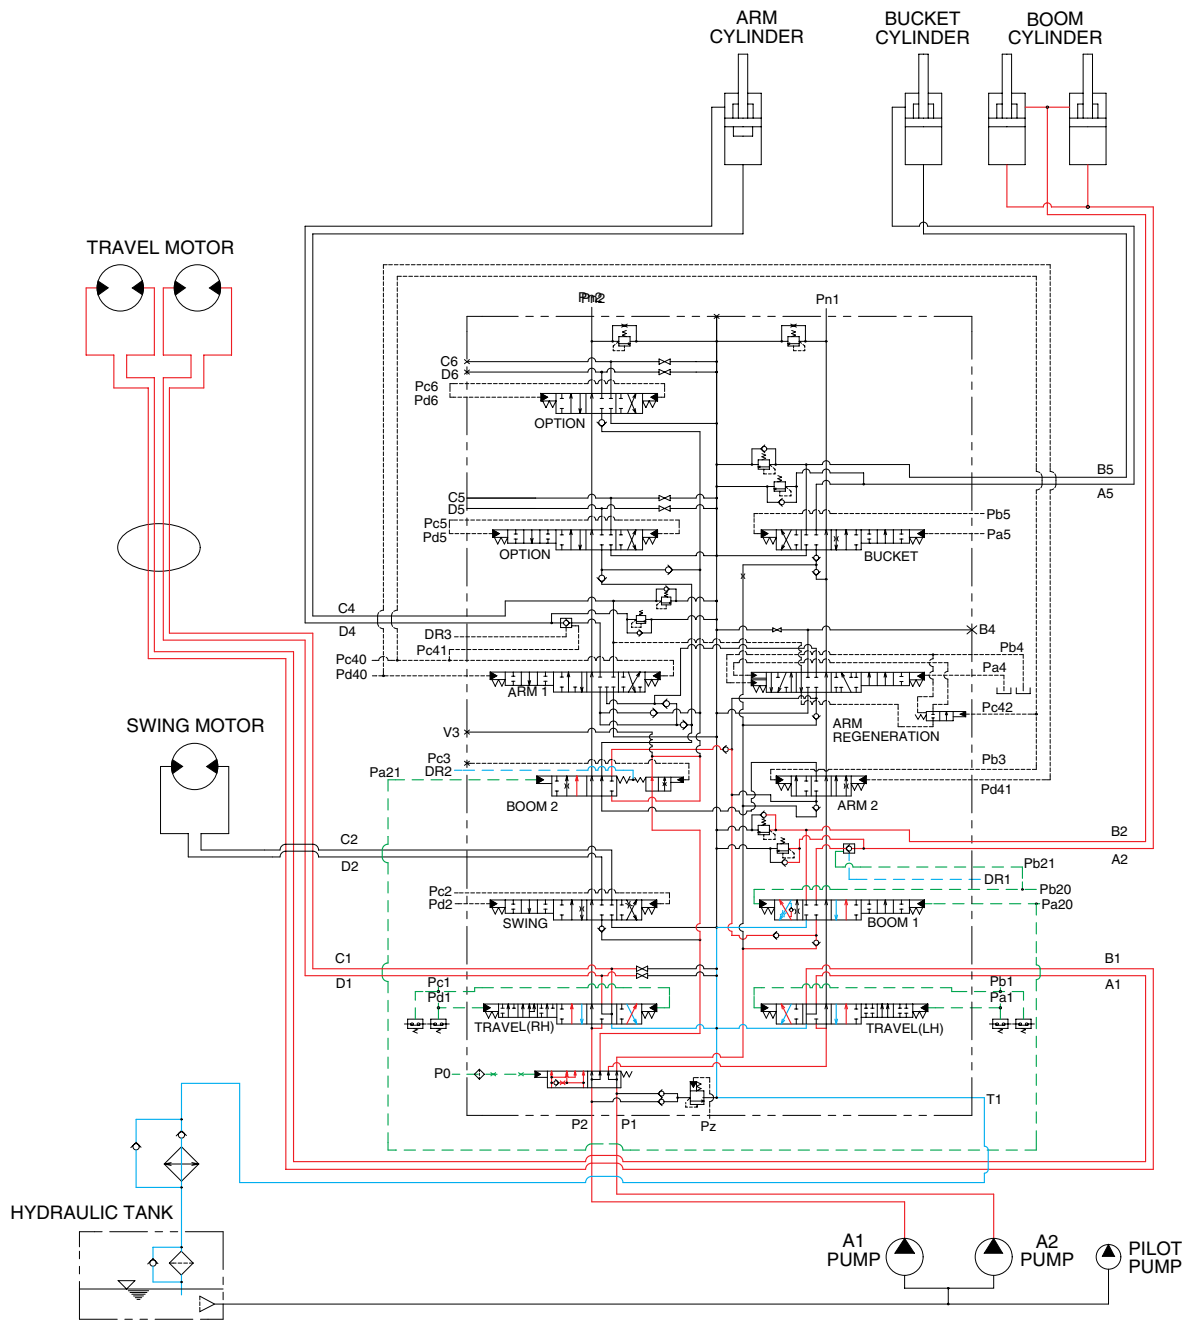 ARM
CYLINDER
BUCKET
CYLINDER
BOOM
CYLINDER
TRAVEL MOTOR
Pn2
Pn1
C6
D6
Pc6
Pd6
OPTION
B5
A5
C5
D5
Pc5
Pd5
OPTION
Pb5
Pa5
BUCKET
C4
D4
DR3
Pc41
Pc40
Pd40
ARM 1
B4
Pb4
Pa4
Pc42
ARM
REGENERATION
SWING MOTOR
V3
Pc3
DR2
Pa21
BOOM 2
Pb3
Pd41
ARM 2
B2
A2
C2
D2
Pb21
DR1
Pb20
Pa20
Pc2
Pd2
SWING
BOOM 1
C1
D1
B1
A1
Pc1
Pd1
TRAVEL(RH)
Pb1
Pa1
TRAVEL(LH)
P0
P2
P1
Pz
T1
HYDRAULIC TANK
A1
PUMP
A2
PUMP
PILOT
PUMP